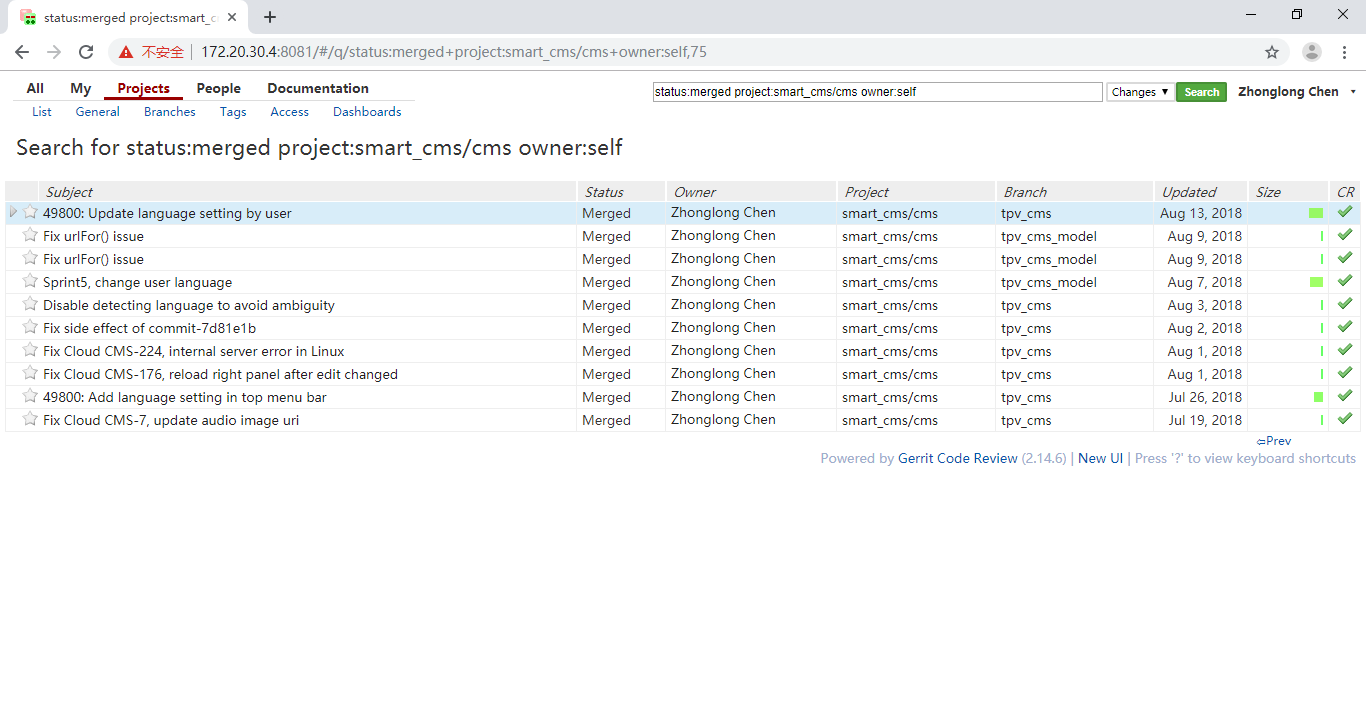 status:merged project:smart_c
不安全 172.20.30.4:8081/#/q/status:merged+project:smart_cms/cms+owner:self,75
All My Projects People Documentation
List General Branches Tags Access Dashboards
status:merged project:smart_cms/cms owner:self Changes ▼ Search Zhonglong Chen ▼
Search for status:merged project:smart_cms/cms owner:self
Subject Status Owner Project Branch Updated Size CR
49800: Update language setting by user Merged Zhonglong Chen smart_cms/cms tpv_cms Aug 13, 2018
Fix urlFor() issue Merged Zhonglong Chen smart_cms/cms tpv_cms_model Aug 9, 2018
Fix urlFor() issue Merged Zhonglong Chen smart_cms/cms tpv_cms_model Aug 9, 2018
Sprint5, change user language Merged Zhonglong Chen smart_cms/cms tpv_cms_model Aug 7, 2018
Disable detecting language to avoid ambiguity Merged Zhonglong Chen smart_cms/cms tpv_cms Aug 3, 2018
Fix side effect of commit-7d81e1b Merged Zhonglong Chen smart_cms/cms tpv_cms Aug 2, 2018
Fix Cloud CMS-224, internal server error in Linux Merged Zhonglong Chen smart_cms/cms tpv_cms Aug 1, 2018
Fix Cloud CMS-176, reload right panel after edit changed Merged Zhonglong Chen smart_cms/cms tpv_cms Aug 1, 2018
49800: Add language setting in top menu bar Merged Zhonglong Chen smart_cms/cms tpv_cms Jul 26, 2018
Fix Cloud CMS-7, update audio image uri Merged Zhonglong Chen smart_cms/cms tpv_cms Jul 19, 2018
⇦Prev
Powered by Gerrit Code Review (2.14.6) | New UI | Press '?' to view keyboard shortcuts